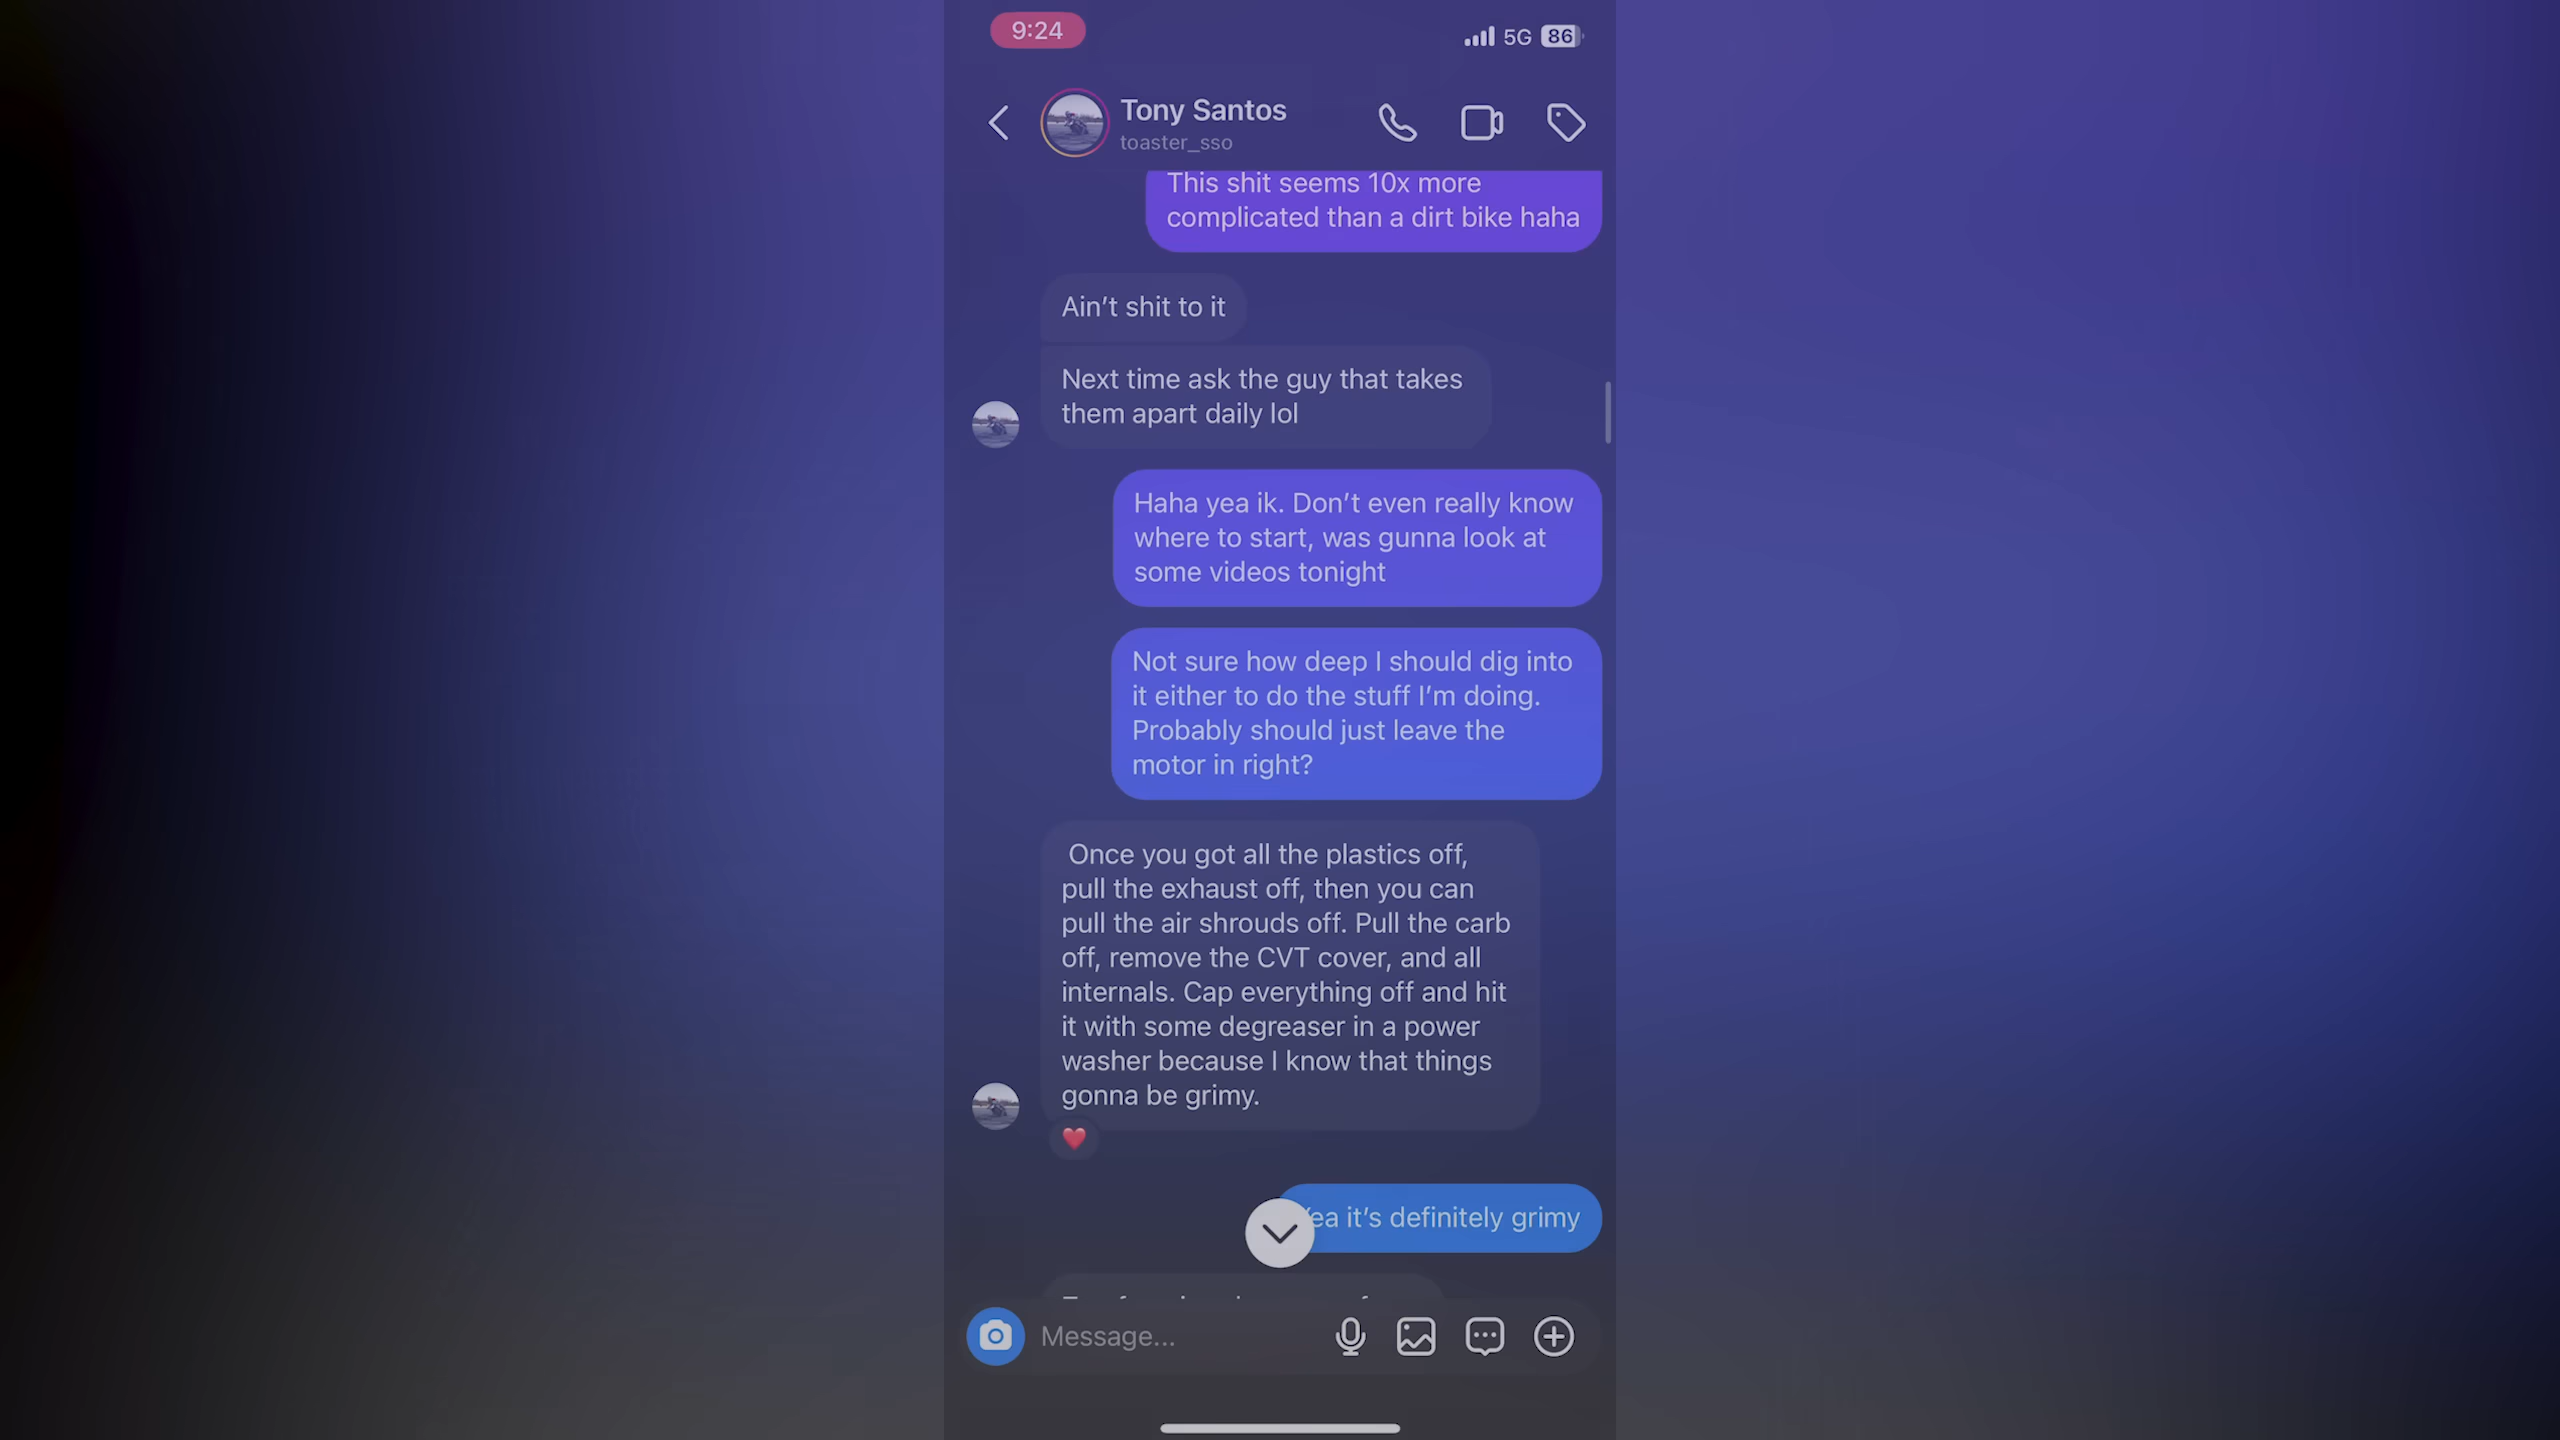 9:24
5G 86
Tony Santos
toaster_sso
This shit seems 10x more
complicated than a dirt bike haha
Ain’t shit to it
Next time ask the guy that takes
them apart daily lol
Haha yea ik. Don’t even really know
where to start, was gunna look at
some videos tonight
Not sure how deep I should dig into
it either to do the stuff I’m doing.
Probably should just leave the
motor in right?
Once you got all the plastics off,
pull the exhaust off, then you can
pull the air shrouds off. Pull the carb
off, remove the CVT cover, and all
internals. Cap everything off and hit
it with some degreaser in a power
washer because I know that things
gonna be grimy.
Yea it’s definitely grimy
Message...